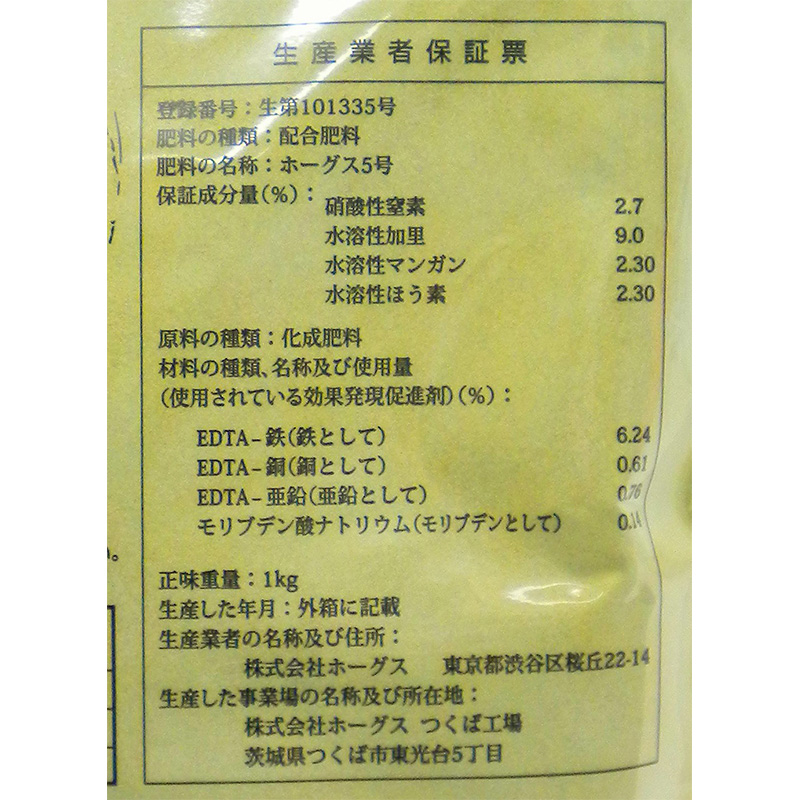 生産業者保証票
登録番号：生第101335号
肥料の種類：配合肥料
肥料の名称：ホーグス5号
保証成分量(%)：
硝酸性窒素 2.7
水溶性加里 9.0
水溶性マンガン 2.30
水溶性ほう素 2.30
原料の種類：化成肥料
材料の種類、名称及び使用量
(使用されている効果発現促進剤)(%)：
EDTA-鉄(鉄として) 6.24
EDTA-銅(銅として) 0.61
EDTA-亜鉛(亜鉛として) 0.76
モリブデン酸ナトリウム(モリブデンとして) 0.14
正味重量：1kg
生産した年月：外箱に記載
生産業者の名称及び住所：
株式会社ホーグス 東京都渋谷区桜丘22-14
生産した事業場の名称及び所在地：
株式会社ホーグス つくば工場
茨城県つくば市東光台5丁目